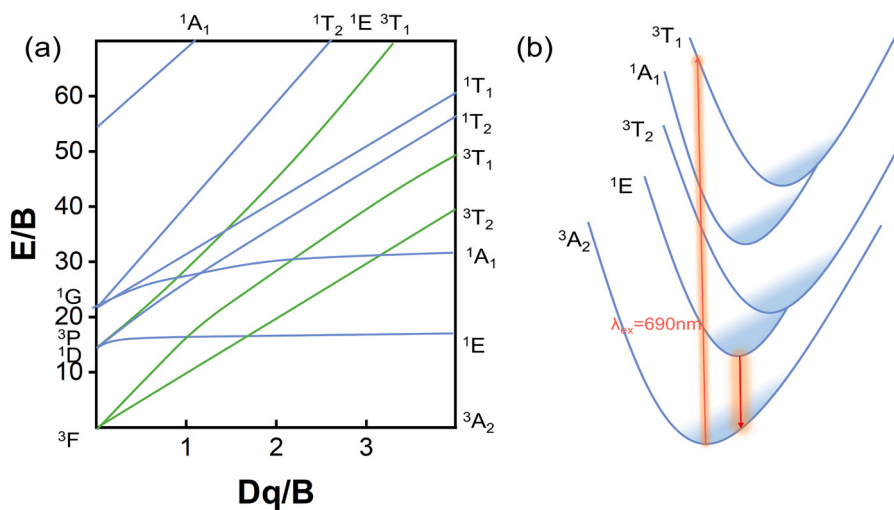 (a)
¹A₁
¹T₂ ¹E ³T₁
E/B
60
50
40
30
20
10
¹G
³P
¹D
³F
¹T₁
¹T₂
³T₁
³T₂
¹A₁
¹E
³A₂
1
2
3
Dq/B
(b)
³T₁
¹A₁
³T₂
¹E
³A₂
λₑₓ=690nm